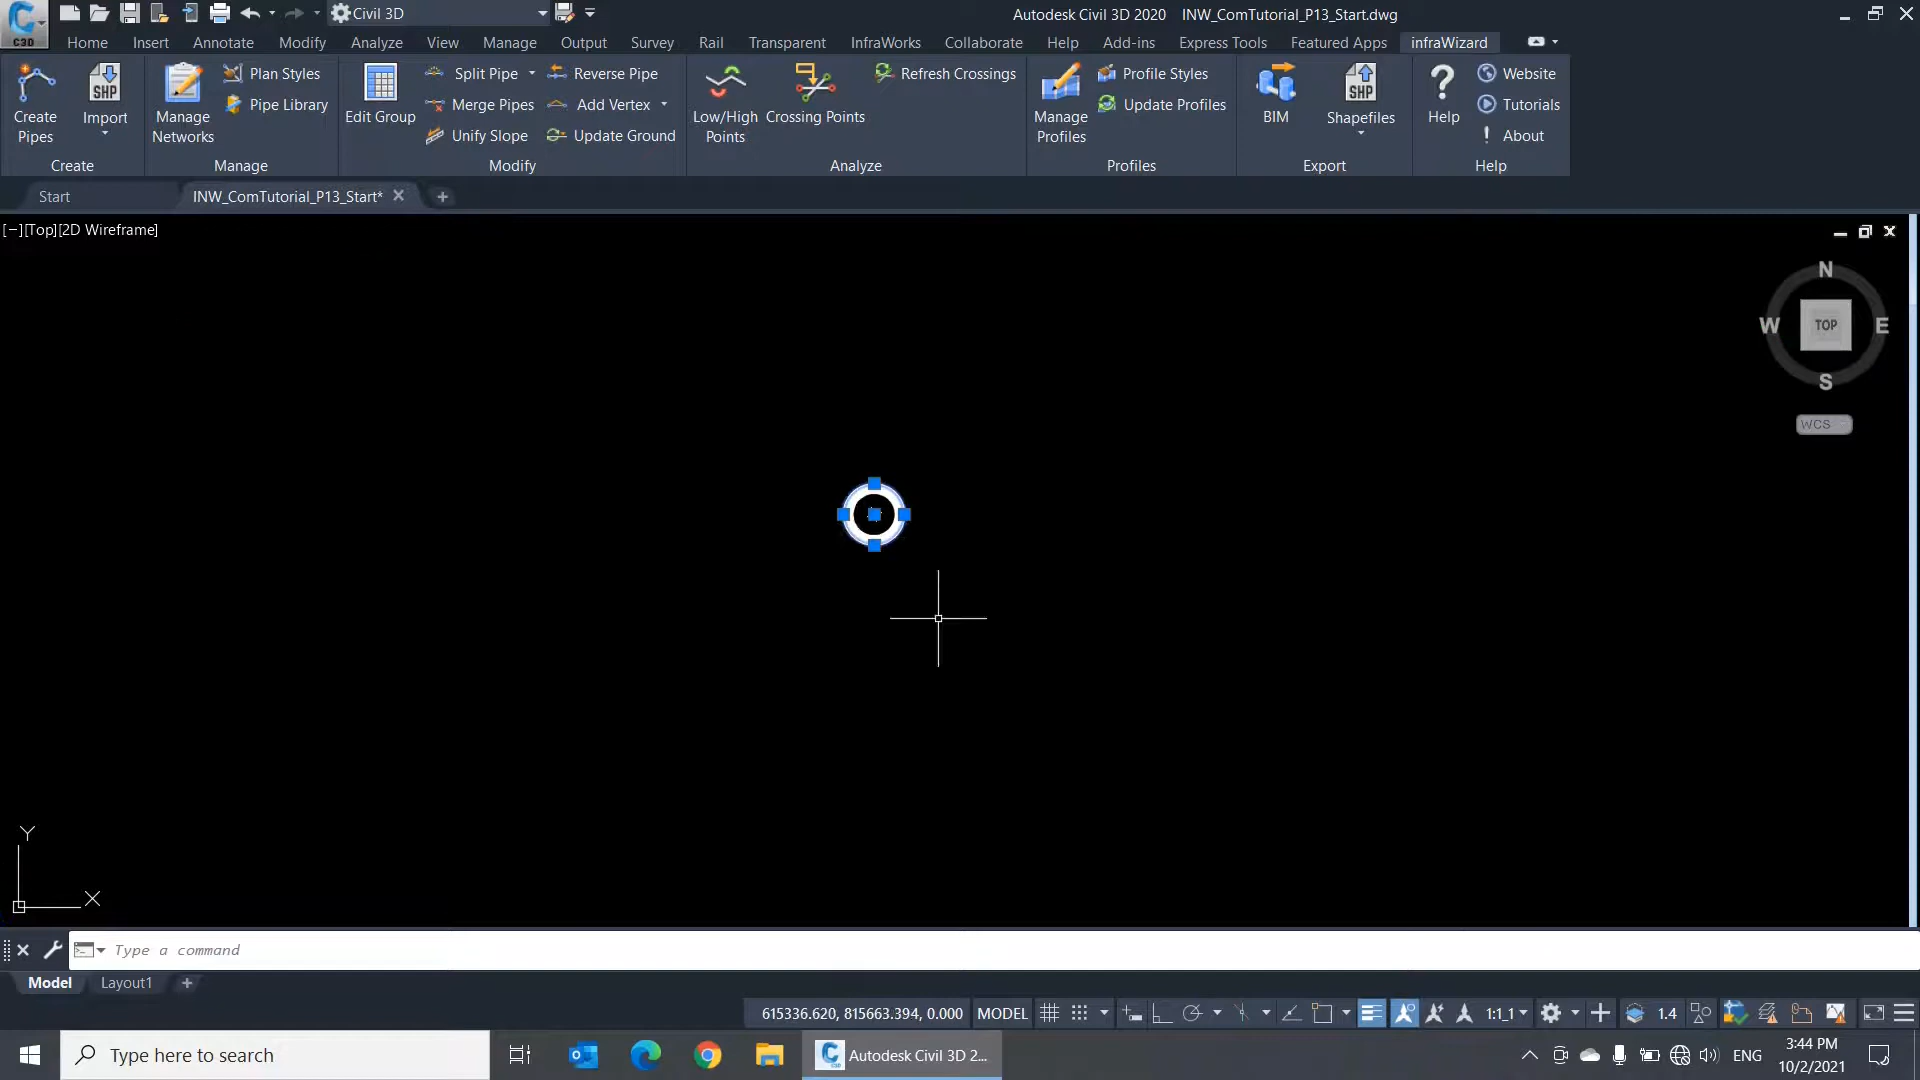 C3D
Civil 3D
Autodesk Civil 3D 2020 INW_ComTutorial_P13_Start.dwg
Home Insert Annotate Modify Analyze View Manage Output Survey Rail Transparent InfraWorks Collaborate Help Add-ins Express Tools Featured Apps infraWizard
Create Pipes
SHP
Import
Create
Manage Networks
Plan Styles
Pipe Library
Manage
Edit Group
Split Pipe
Merge Pipes
Unify Slope
Reverse Pipe
Add Vertex
Update Ground
Modify
Low/High Points
Crossing Points
Refresh Crossings
Analyze
Manage Profiles
Profile Styles
Update Profiles
Profiles
BIM
SHP
Shapefiles
Export
Help
Website
Tutorials
About
Help
Start INW_ComTutorial_P13_Start*
[−][Top][2D Wireframe]
N
W TOP E
S
WCS
Y
X
Type a command
Model Layout1
615336.620, 815663.394, 0.000 MODEL 1:1_1 1.4
Type here to search
Autodesk Civil 3D 2...
ENG
3:44 PM
10/2/2021